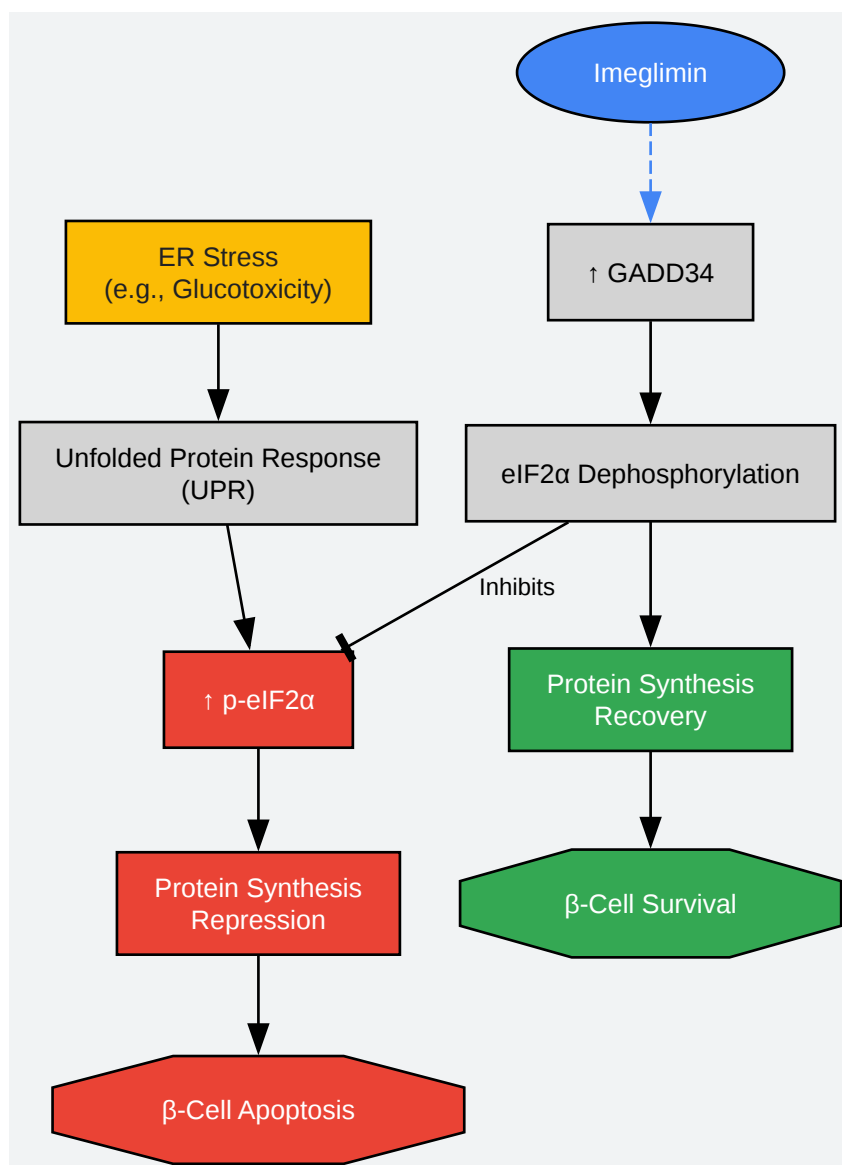 Imeglimin
ER Stress
(e.g., Glucotoxicity)
↑ GADD34
Unfolded Protein Response
(UPR)
eIF2α Dephosphorylation
Inhibits
↑ p-eIF2α
Protein Synthesis
Recovery
Protein Synthesis
Repression
β-Cell Survival
β-Cell Apoptosis